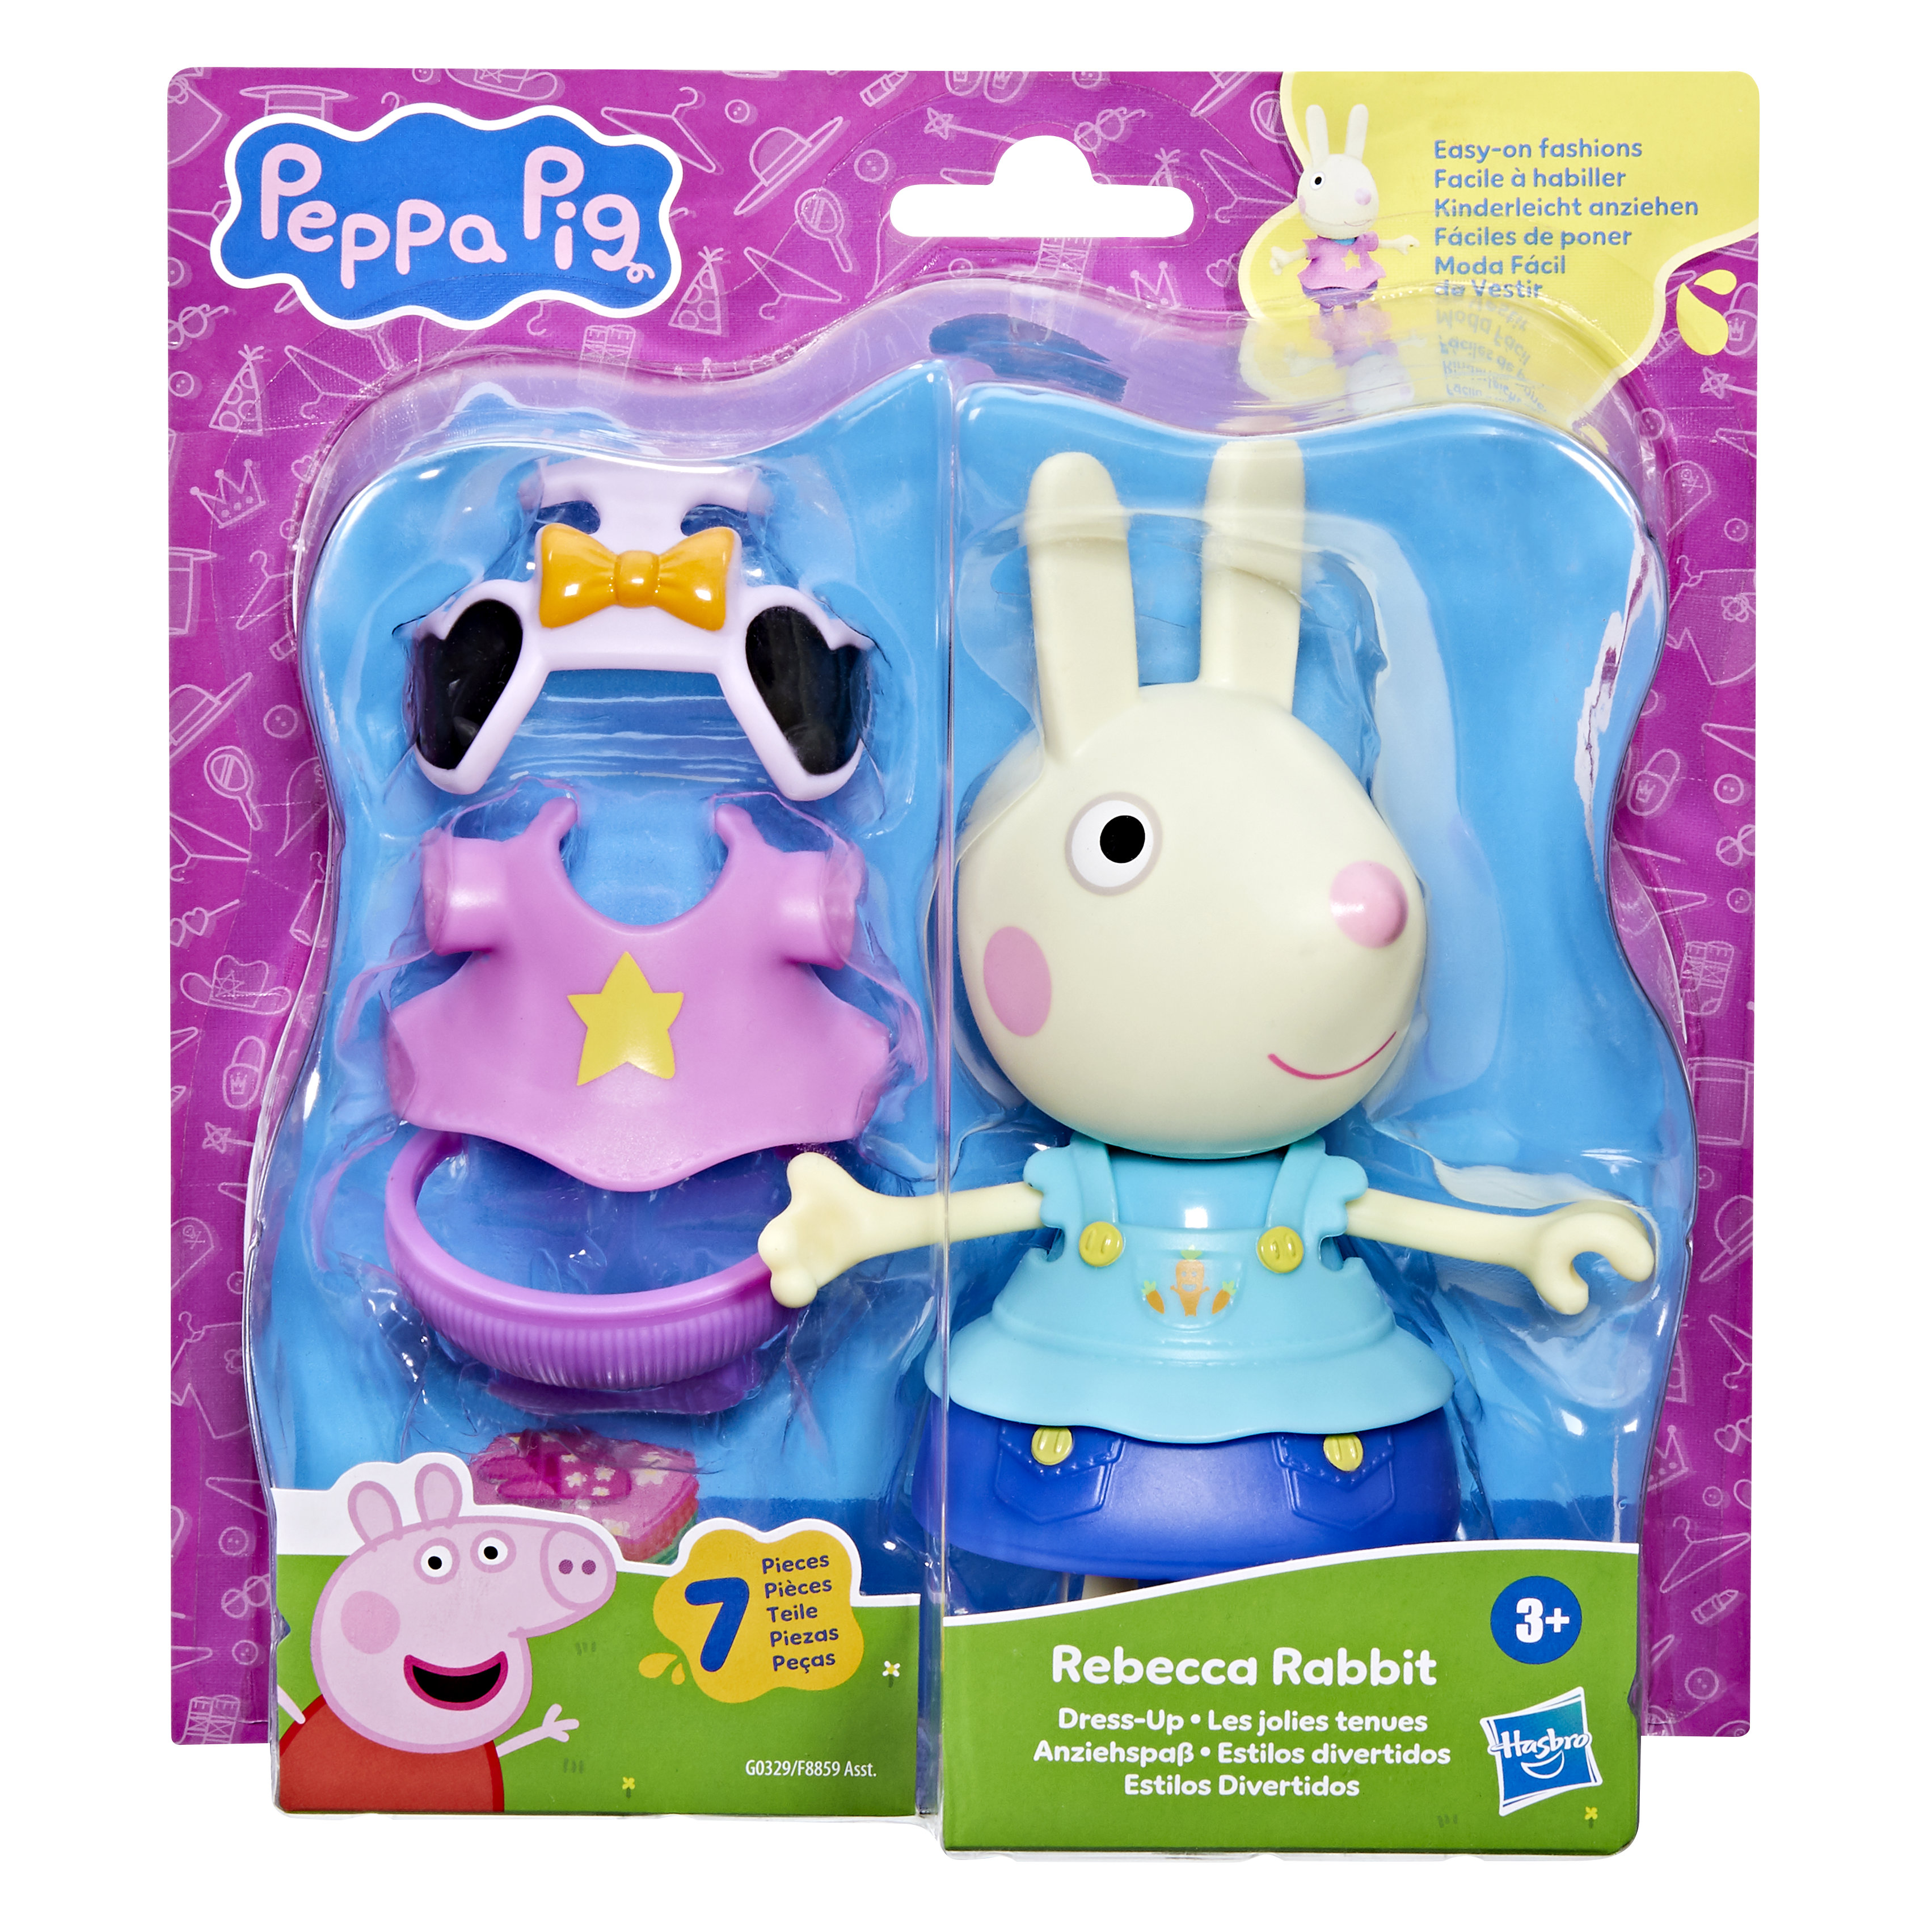 Peppa Pig
Easy-on fashions
Facile à habiller
Kinderleicht anziehen
Fáciles de poner
Moda Fácil
de Vestir
7
Pieces
Pièces
Teile
Piezas
Peças
G0329/F8859 Asst.
3+
Rebecca Rabbit
Dress-Up • Les jolies tenues
Anziehspaß • Estilos divertidos
Estilos Divertidos
Hasbro